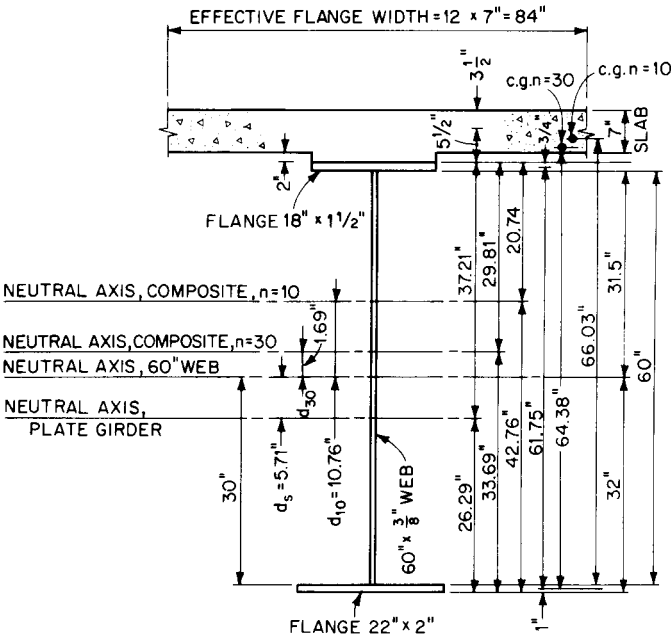 EFFECTIVE FLANGE WIDTH = 12 x 7" = 84"
3 1/2"
c.g.n=30
c.g.n = 10
5 1/2"
3/4"
7"
SLAB
2"
FLANGE 18" x 1 1/2"
37.21"
29.81"
20.74
31.5"
NEUTRAL AXIS, COMPOSITE, n=10
1.69"
66.03"
60"
NEUTRAL AXIS, COMPOSITE, n=30
NEUTRAL AXIS, 60" WEB
d30
NEUTRAL AXIS,
PLATE GIRDER
30"
ds = 5.71"
d10 = 10.76"
60" x 3/8" WEB
26.29"
33.69"
42.76"
61.75"
64.38"
32"
1"
FLANGE 22" x 2"